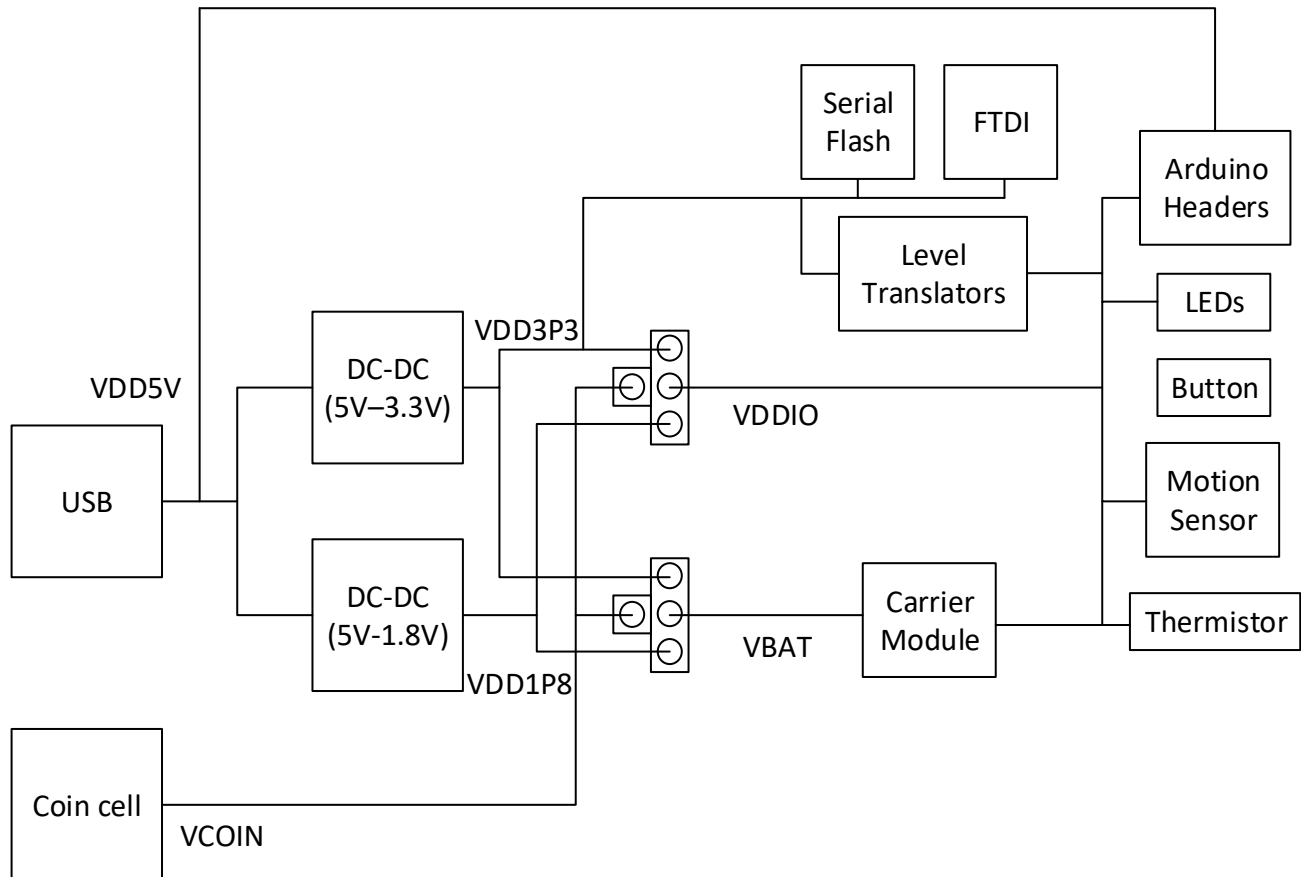 Serial
Flash
FTDI
Arduino
Headers
Level
Translators
LEDs
VDD3P3
DC-DC
(5V–3.3V)
VDD5V
Button
VDDIO
USB
Motion
Sensor
DC-DC
(5V-1.8V)
Carrier
Module
Thermistor
VBAT
VDD1P8
Coin cell
VCOIN